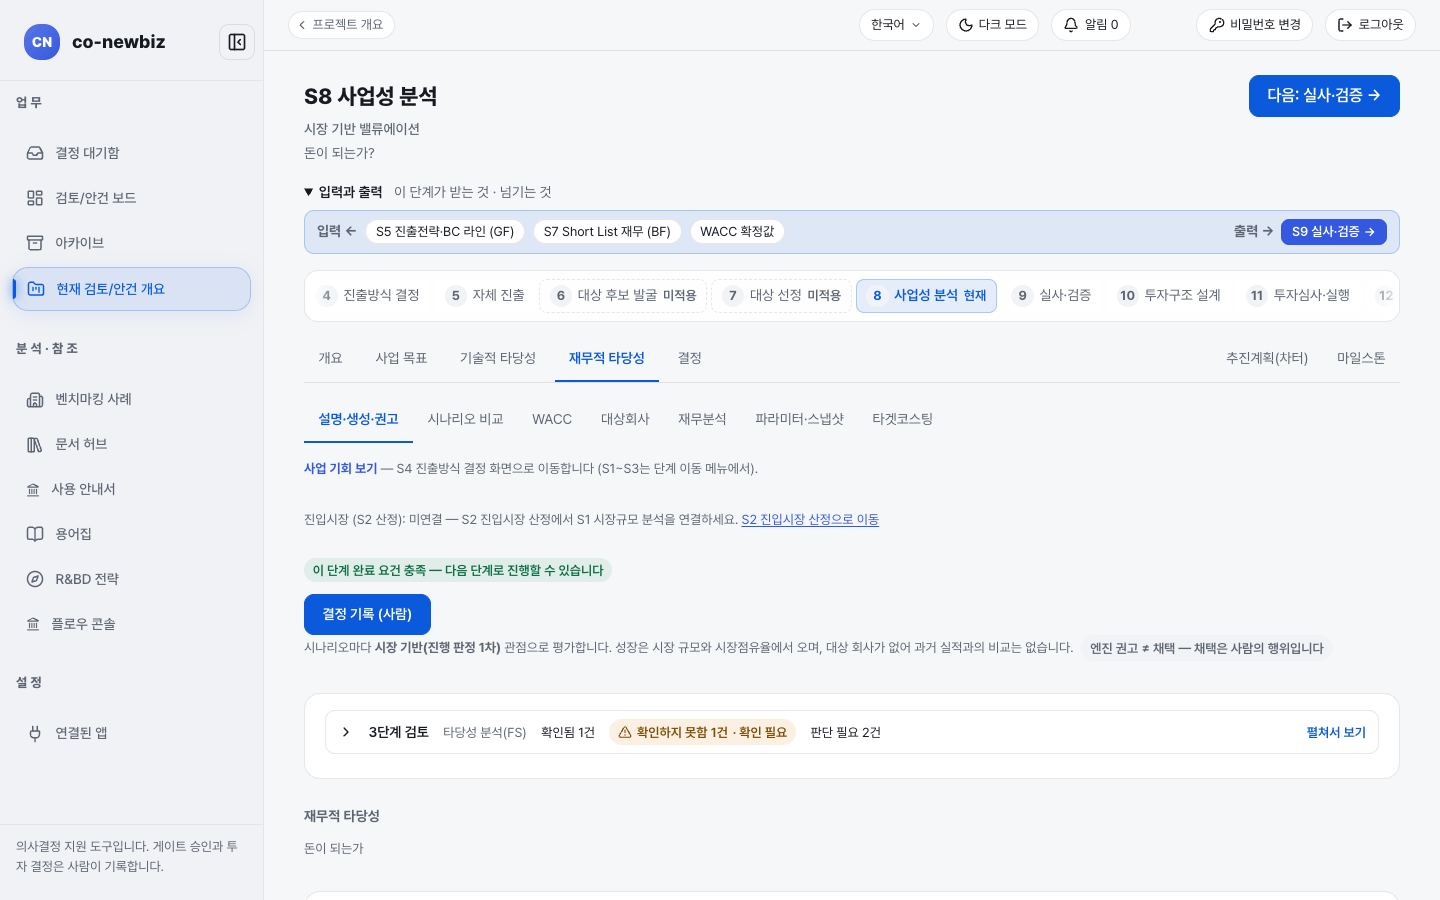 CN co-newbiz
프로젝트 개요
한국어
다크 모드
알림 0
비밀번호 변경
로그아웃
업무
결정 대기함
검토/안건 보드
아카이브
현재 검토/안건 개요
분석·참조
벤치마킹 사례
문서 허브
사용 안내서
용어집
R&BD 전략
플로우 콘솔
설정
연결된 앱
의사결정 지원 도구입니다. 게이트 승인과 투
자 결정은 사람이 기록합니다.
S8 사업성 분석
다음: 실사·검증 →
시장 기반 밸류에이션
돈이 되는가?
▼ 입력과 출력 이 단계가 받는 것 · 넘기는 것
입력 ← S5 진출전략·BC 라인 (GF) S7 Short List 재무 (BF) WACC 확정값 출력 → S9 실사·검증 →
4 진출방식 결정 5 자체 진출 6 대상 후보 발굴 미적용 7 대상 선정 미적용 8 사업성 분석 현재 9 실사·검증 10 투자구조 설계 11 투자심사·실행 12
개요 사업 목표 기술적 타당성 재무적 타당성 결정 추진계획(차터) 마일스톤
설명·생성·권고 시나리오 비교 WACC 대상회사 재무분석 파라미터·스냅샷 타겟코스팅
사업 기회 보기 — S4 진출방식 결정 화면으로 이동합니다 (S1~S3는 단계 이동 메뉴에서).
진입시장 (S2 산정): 미연결 — S2 진입시장 산정에서 S1 시장규모 분석을 연결하세요. S2 진입시장 산정으로 이동
이 단계 완료 요건 충족 — 다음 단계로 진행할 수 있습니다
결정 기록 (사람)
시나리오마다 시장 기반(진행 판정 1차) 관점으로 평가합니다. 성장은 시장 규모와 시장점유율에서 오며, 대상 회사가 없어 과거 실적과의 비교는 없습니다. 엔진 권고 ≠ 채택 — 채택은 사람의 행위입니다
3단계 검토 타당성 분석(FS) 확인됨 1건 확인하지 못함 1건 · 확인 필요 판단 필요 2건 펼쳐서 보기
재무적 타당성
돈이 되는가